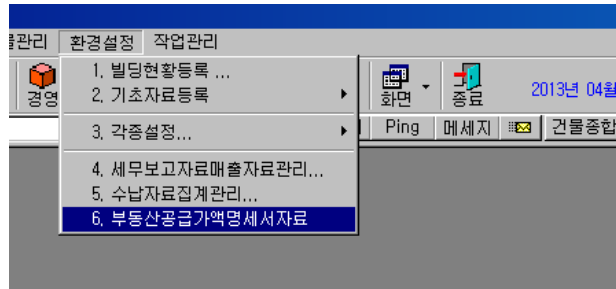 물관리 환경설정 작업관리
1. 빌딩현황등록 ...
2. 기초자료등록
3. 각종설정...
4. 세무보고자료매출자료관리...
5. 수납자료집계관리...
6. 부동산공급가액명세서자료
경영
화면
종료
2013년 04월
Ping 메세지 건물종합